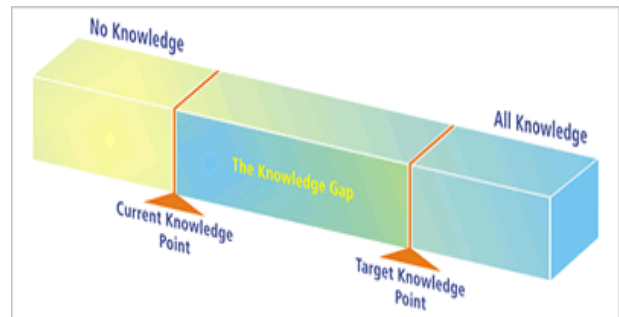 No Knowledge
All Knowledge
The Knowledge Gap
Current Knowledge
Point
Target Knowledge
Point